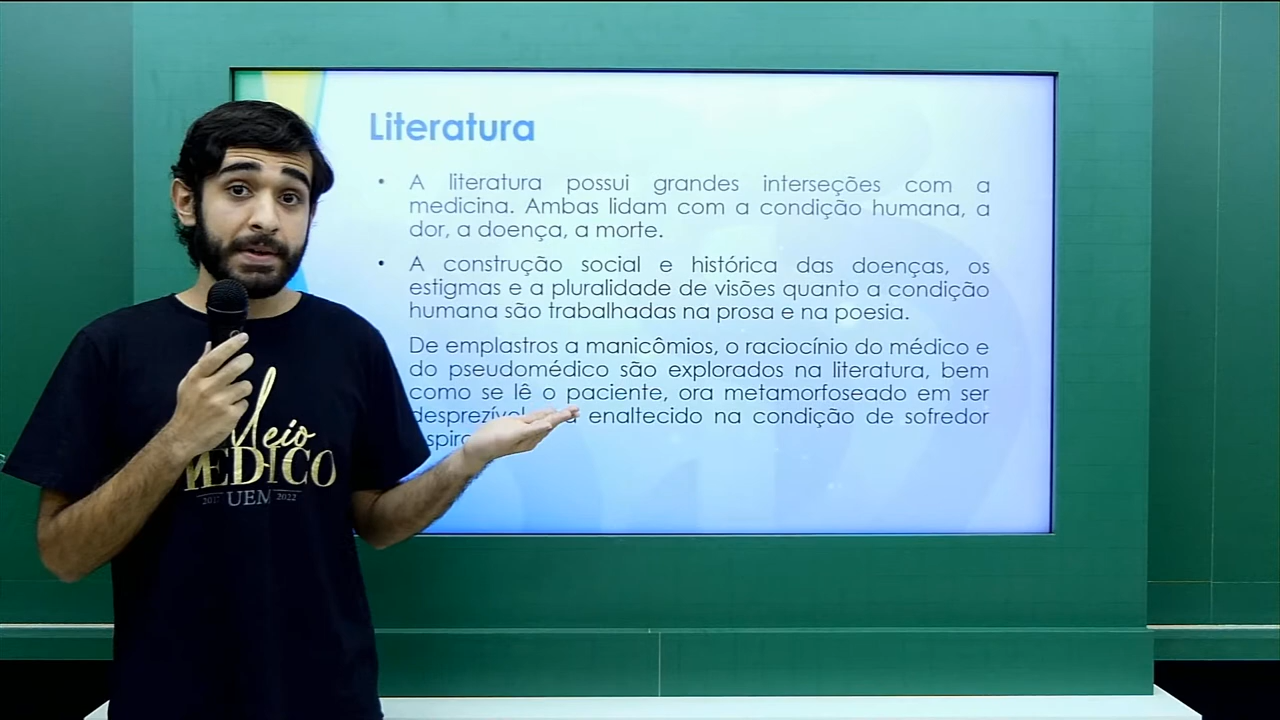 Literatura
• A literatura possui grandes interseções com a
medicina. Ambas lidam com a condição humana, a
dor, a doença, a morte.
• A construção social e histórica das doenças, os
estigmas e a pluralidade de visões quanto a condição
humana são trabalhadas na prosa e na poesia.
De emplastros a manicômios, o raciocínio do médico e
do pseudomédico são explorados na literatura, bem
como se lê o paciente, ora metamorfoseado em ser
desprezível enaltecido na condição de sofredor
Meio
MEDICO
UEM 2022